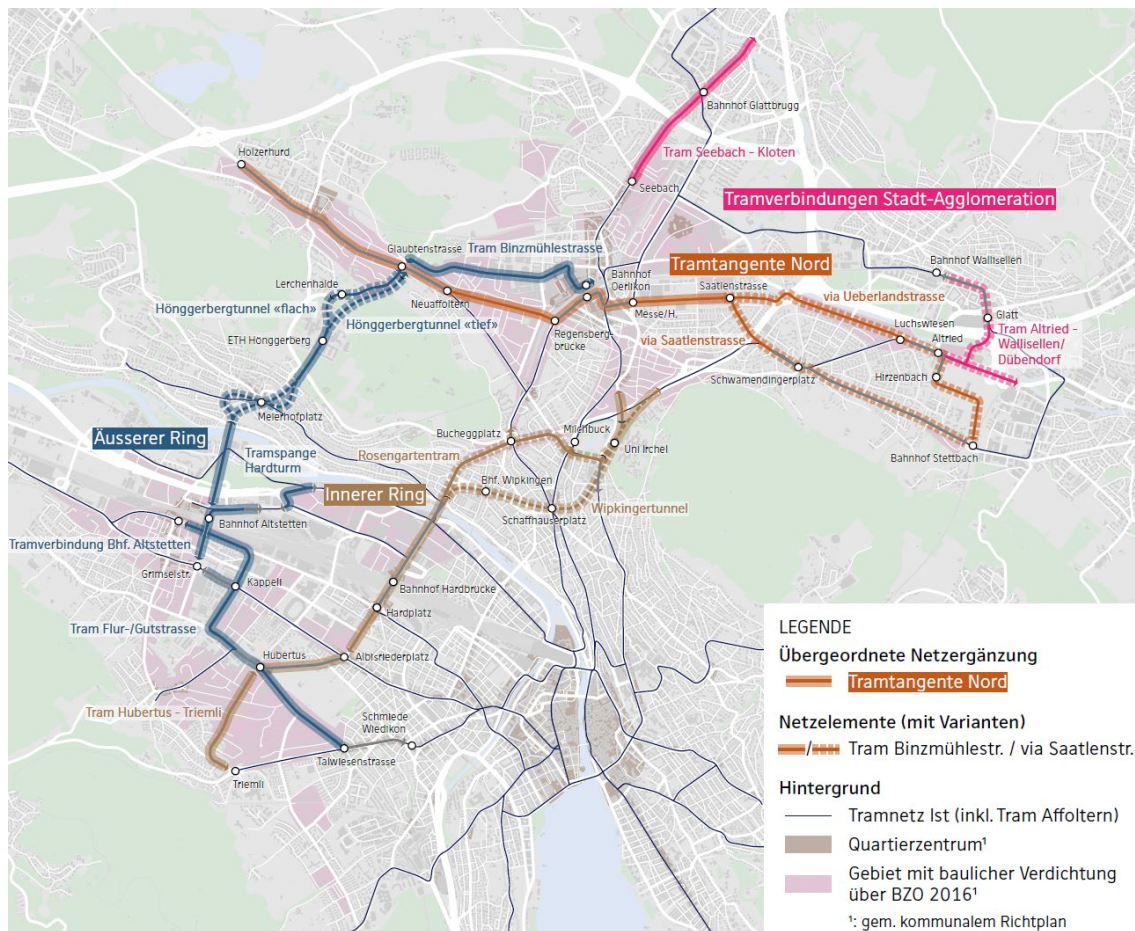 Bahnhof Glattbrugg
Holzerhurd
Tram Seebach - Kloten
Seebach
Tramverbindungen Stadt-Agglomeration
Glaubtenstrasse
Tram Binzmühlestrasse
Bahnhof
Oerlikon
Tramtangente Nord
Bahnhof Wallisellen
Lerchenhalde
Saatlenstrasse
via Ueberlandstrasse
Neuaffoltern
Messe/H.
Hönggerbergtunnel «flach»
Hönggerbergtunnel «tief»
Regensberg-
brücke
Glatt
Luchswiesen
Altried
Tram Altried -
Wallisellen/
Dübendorf
ETH Hönggerberg
via Saatlenstrasse
Schwamendingerplatz
Hirzenbach
Meierhofplatz
Äusserer Ring
Bucheggplatz
Milchbuck
Uni Irchel
Bahnhof Stettbach
Tramspange
Hardturm
Rosengartentram
Innerer Ring
Bhf. Wipkingen
Wipkingertunnel
Schaffhauserplatz
Bahnhof Altstetten
Tramverbindung Bhf. Altstetten
Grimselstr.
Kappeli
Bahnhof Hardbrücke
Hardplatz
Tram Flur-/Gutstrasse
Hubertus
Albisriederplatz
Tram Hubertus - Triemli
Schmiede
Wiedikon
Triemli
Talwiesenstrasse
LEGENDE
Übergeordnete Netzergänzung
Tramtangente Nord
Netzelemente (mit Varianten)
/ Tram Binzmühlestr. / via Saatlenstr.
Hintergrund
Tramnetz Ist (inkl. Tram Affoltern)
Quartierzentrum¹
Gebiet mit baulicher Verdichtung
über BZO 2016¹
¹: gem. kommunalem Richtplan